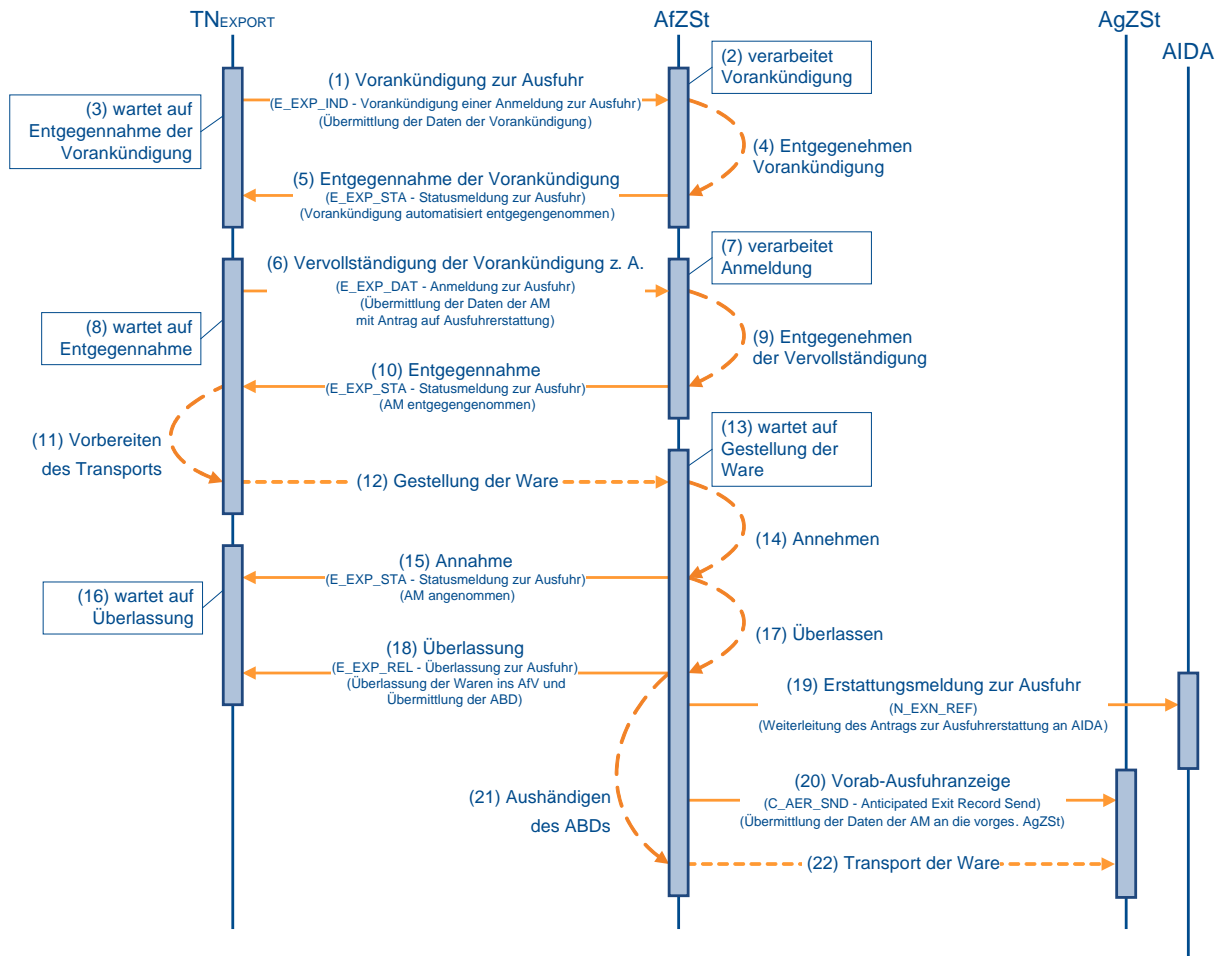 TNEXPORT
AfZSt
AgZSt
AIDA
(1) Vorankündigung zur Ausfuhr
(E_EXP_IND - Vorankündigung einer Anmeldung zur Ausfuhr)
(Übermittlung der Daten der Vorankündigung)
(2) verarbeitet
Vorankündigung
(3) wartet auf
Entgegennahme der
Vorankündigung
(4) Entgegenehmen
Vorankündigung
(5) Entgegennahme der Vorankündigung
(E_EXP_STA - Statusmeldung zur Ausfuhr)
(Vorankündigung automatisiert entgegengenommen)
(6) Vervollständigung der Vorankündigung z. A.
(E_EXP_DAT - Anmeldung zur Ausfuhr)
(Übermittlung der Daten der AM
mit Antrag auf Ausfuhrerstattung)
(7) verarbeitet
Anmeldung
(8) wartet auf
Entgegennahme
(9) Entgegenehmen
der Vervollständigung
(10) Entgegennahme
(E_EXP_STA - Statusmeldung zur Ausfuhr)
(AM entgegengenommen)
(11) Vorbereiten
des Transports
(12) Gestellung der Ware
(13) wartet auf
Gestellung der
Ware
(14) Annehmen
(15) Annahme
(E_EXP_STA - Statusmeldung zur Ausfuhr)
(AM angenommen)
(16) wartet auf
Überlassung
(17) Überlassen
(18) Überlassung
(E_EXP_REL - Überlassung zur Ausfuhr)
(Überlassung der Waren ins AfV und
Übermittlung der ABD)
(19) Erstattungsmeldung zur Ausfuhr
(N_EXN_REF)
(Weiterleitung des Antrags zur Ausfuhrerstattung an AIDA)
(20) Vorab-Ausfuhranzeige
(C_AER_SND - Anticipated Exit Record Send)
(Übermittlung der Daten der AM an die vorges. AgZSt)
(21) Aushändigen
des ABDs
(22) Transport der Ware